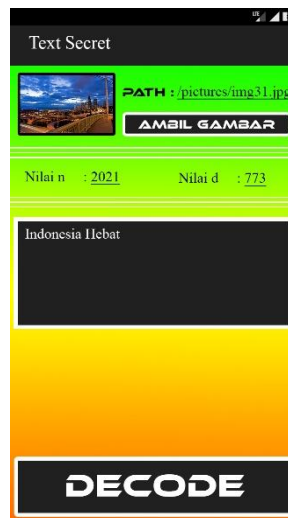 Text Secret
PATH : /pictures/img31.jpg
AMBIL GAMBAR
Nilai n : 2021 Nilai d : 773
Indonesia Hebat
DECODE